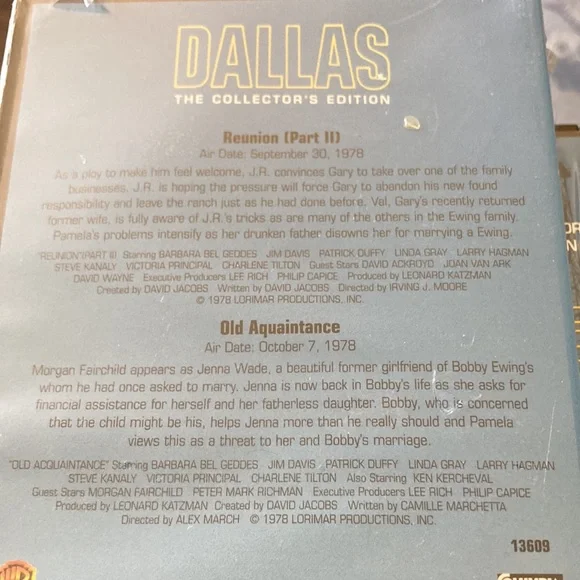 DALLAS
THE COLLECTOR'S EDITION
Reunion (Part II)
Air Date: September 30, 1978
As a ploy to make him feel welcome, J.R. convinces Gary to take over one of the family
businesses. J.R. is hoping the pressure will force Gary to abandon his new found
responsibility and leave the ranch just as he had done before. Val, Gary's recently returned
former wife, is fully aware of J.R.'s tricks as are many of the others in the Ewing family.
Pamela's problems intensify as her drunken father disowns her for marrying a Ewing.
"REUNION"(PART II) Starring BARBARA BEL GEDDES JIM DAVIS PATRICK DUFFY LINDA GRAY LARRY HAGMAN
STEVE KANALY VICTORIA PRINCIPAL CHARLENE TILTON Guest Stars DAVID ACKROYD JOAN VAN ARK
DAVID WAYNE Executive Producers LEE RICH PHILIP CAPICE Produced by LEONARD KATZMAN
Created by DAVID JACOBS Written by DAVID JACOBS Directed by IRVING J. MOORE
© 1978 LORIMAR PRODUCTIONS, INC.
Old Aquaintance
Air Date: October 7, 1978
Morgan Fairchild appears as Jenna Wade, a beautiful former girlfriend of Bobby Ewing's
whom he had once asked to marry. Jenna is now back in Bobby's life as she asks for
financial assistance for herself and her fatherless daughter. Bobby, who is concerned
that the child might be his, helps Jenna more than he really should and Pamela
views this as a threat to her and Bobby's marriage.
"OLD ACQUAINTANCE" Starring BARBARA BEL GEDDES JIM DAVIS PATRICK DUFFY LINDA GRAY LARRY HAGMAN
STEVE KANALY VICTORIA PRINCIPAL CHARLENE TILTON Also Starring KEN KERCHEVAL
Guest Stars MORGAN FAIRCHILD PETER MARK RICHMAN Executive Producers LEE RICH PHILIP CAPICE
Produced by LEONARD KATZMAN Created by DAVID JACOBS Written by CAMILLE MARCHETTA
Directed by ALEX MARCH © 1978 LORIMAR PRODUCTIONS, INC.
13609